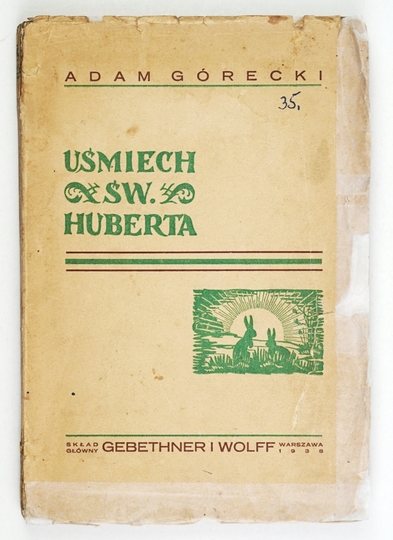 ADAM GÓRECKI
35,
UŚMIECH
ŚW.
HUBERTA
SKŁAD GŁÓWNY GEBETHNER I WOLFF WARSZAWA 1938